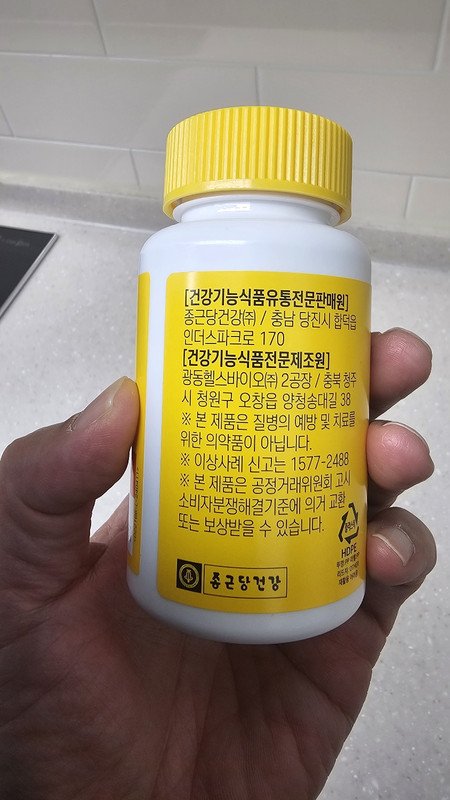 [건강기능식품유통전문판매원]
종근당건강㈜ / 충남 당진시 합덕읍
인더스파크로 170
[건강기능식품전문제조원]
광동헬스바이오㈜ 2공장 / 충북 청주
시 청원구 오창읍 양청송대길 38
※ 본 제품은 질병의 예방 및 치료를
위한 의약품이 아닙니다.
※ 이상사례 신고는 1577-2488
※ 본 제품은 공정거래위원회 고시
소비자분쟁해결기준에 의거 교환
또는 보상받을 수 있습니다.
플라스틱
HDPE
종근당건강